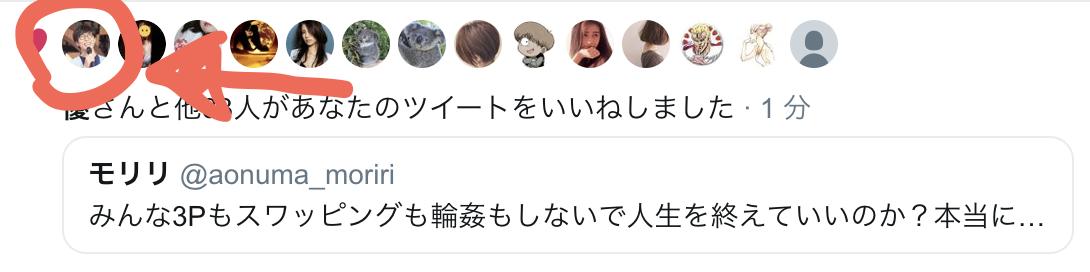 優さんと他93人があなたのツイートをいいねしました · 1 分
モリリ @aonuma_moriri
みんな3Pもスワッピングも輪姦もしないで人生を終えていいのか？本当に…